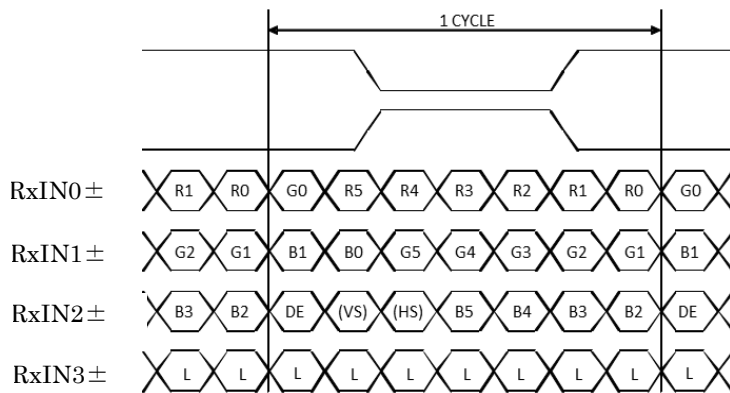 1 CYCLE
RxIN0± R1 R0 G0 R5 R4 R3 R2 R1 R0 G0
RxIN1± G2 G1 B1 B0 G5 G4 G3 G2 G1 B1
RxIN2± B3 B2 DE (VS) (HS) B5 B4 B3 B2 DE
RxIN3± L L L L L L L L L L